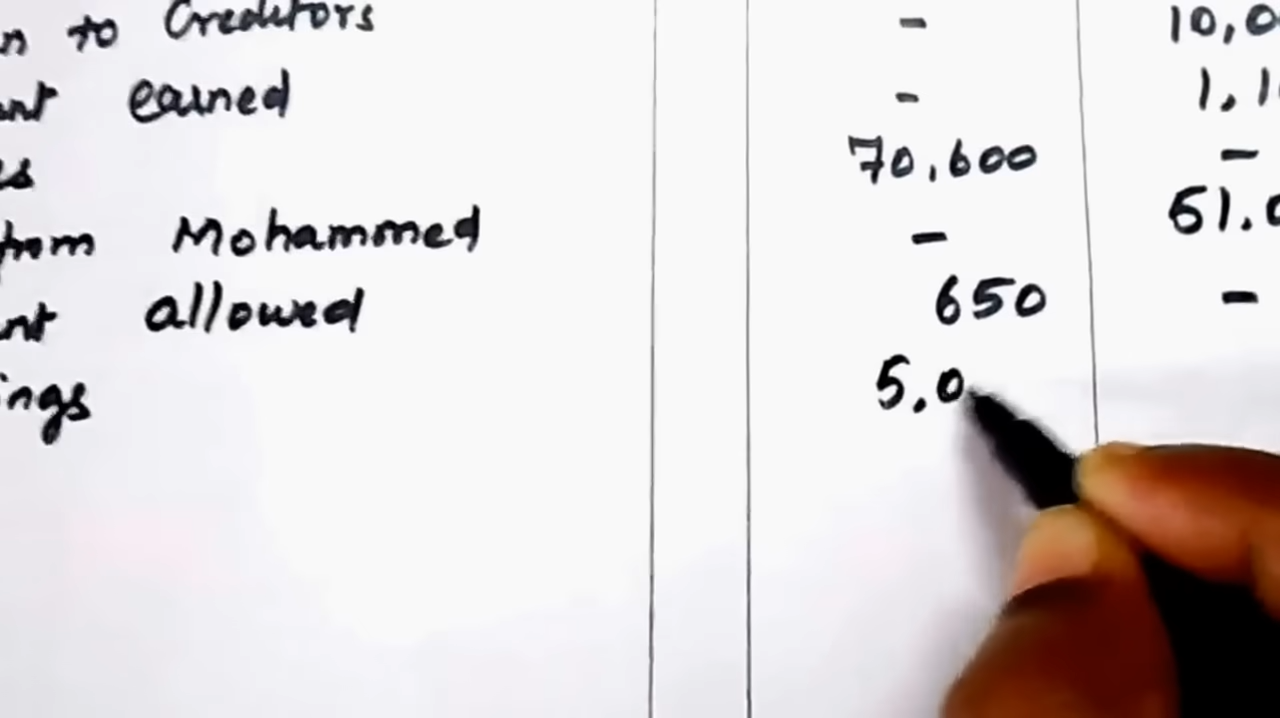 n to Creditors - 10,0
nt earned - 1,1
es 70,600 -
from Mohammed - 51.0
nt allowed 650 -
ings 5.0